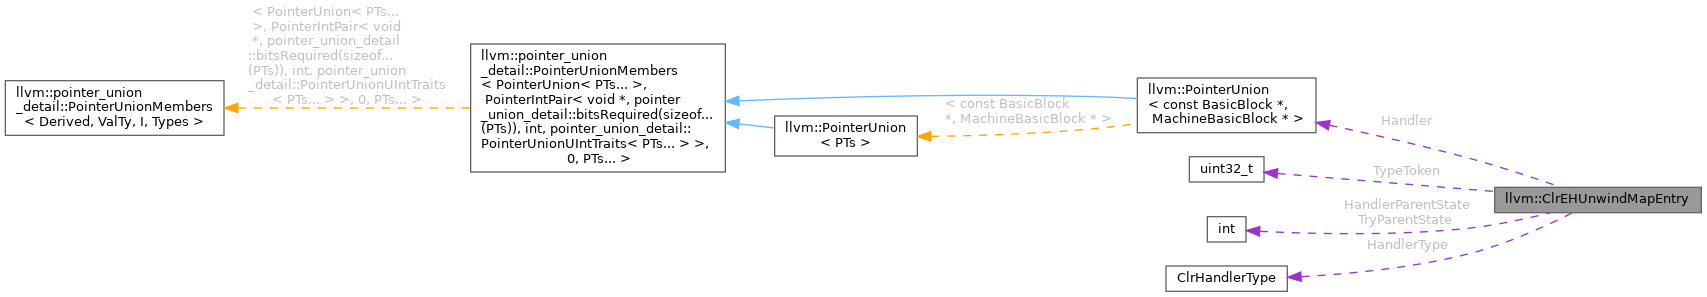 < PointerUnion< PTs...
>, PointerIntPair< void
*, pointer_union_detail
::bitsRequired(sizeof...
(PTs)), int, pointer_union
_detail::PointerUnionUIntTraits
< PTs... > >, 0, PTs... >
llvm::pointer_union
_detail::PointerUnionMembers
< Derived, ValTy, I, Types >
llvm::pointer_union
_detail::PointerUnionMembers
< PointerUnion< PTs... >,
PointerIntPair< void *, pointer
_union_detail::bitsRequired(sizeof...
(PTs)), int, pointer_union_detail::
PointerUnionUIntTraits< PTs... > >,
0, PTs... >
llvm::PointerUnion
< PTs >
< const BasicBlock
*, MachineBasicBlock * >
llvm::PointerUnion
< const BasicBlock *,
MachineBasicBlock * >
Handler
uint32_t
TypeToken
llvm::ClrEHUnwindMapEntry
int
HandlerParentState
TryParentState
HandlerType
ClrHandlerType